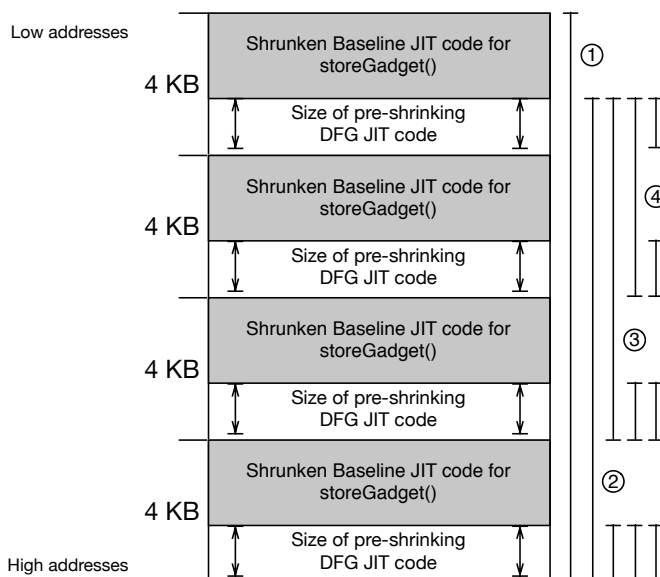 Low addresses
Shrunken Baseline JIT code for
storeGadget()
①
4 KB
Size of pre-shrinking
DFG JIT code
Shrunken Baseline JIT code for
storeGadget()
④
4 KB
Size of pre-shrinking
DFG JIT code
Shrunken Baseline JIT code for
storeGadget()
③
4 KB
Size of pre-shrinking
DFG JIT code
Shrunken Baseline JIT code for
storeGadget()
②
4 KB
Size of pre-shrinking
DFG JIT code
High addresses